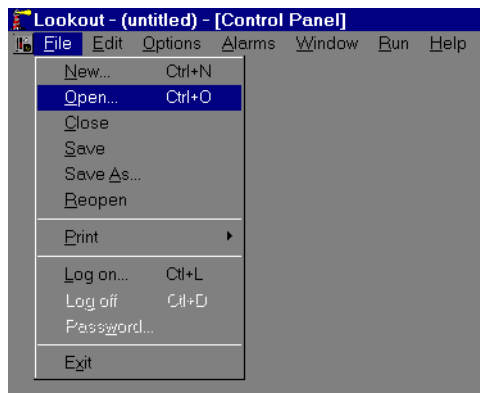 Lookout - (untitled) - [Control Panel]
File Edit Options Alarms Window Run Help
New... Ctrl+N
Open... Ctrl+O
Close
Save
Save As...
Reopen
Print
Log on... Ctl+L
Log off Ctl+D
Password...
Exit